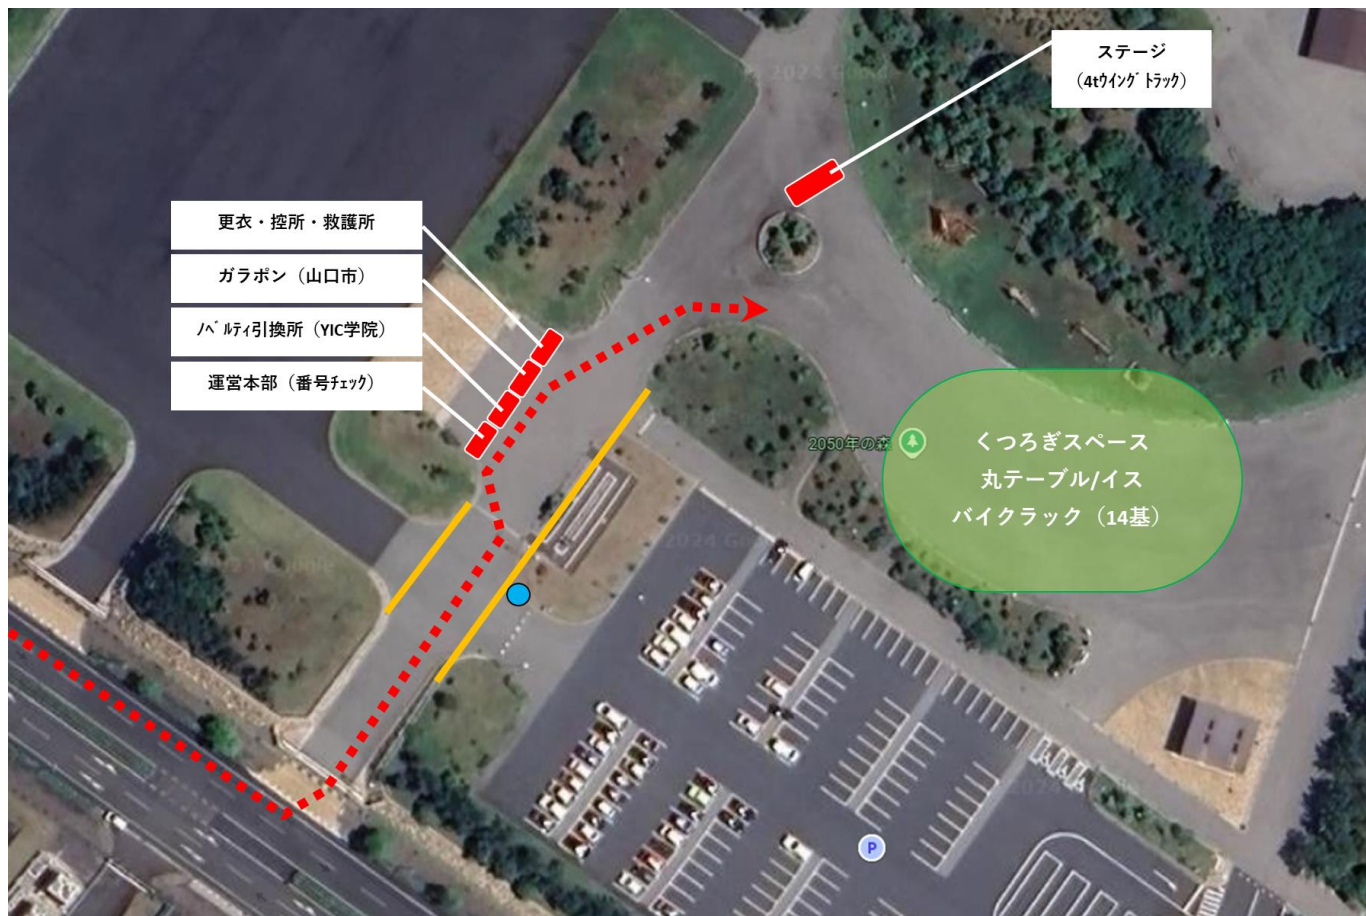 ステージ
（4tｳｲﾝｸﾞﾄﾗｯｸ）
更衣・控所・救護所
ガラポン（山口市）
ﾉﾍﾞﾙﾃｨ引換所（YIC学院）
運営本部（番号ﾁｪｯｸ）
2050年の森
くつろぎスペース
丸テーブル/イス
バイクラック（14基）
P